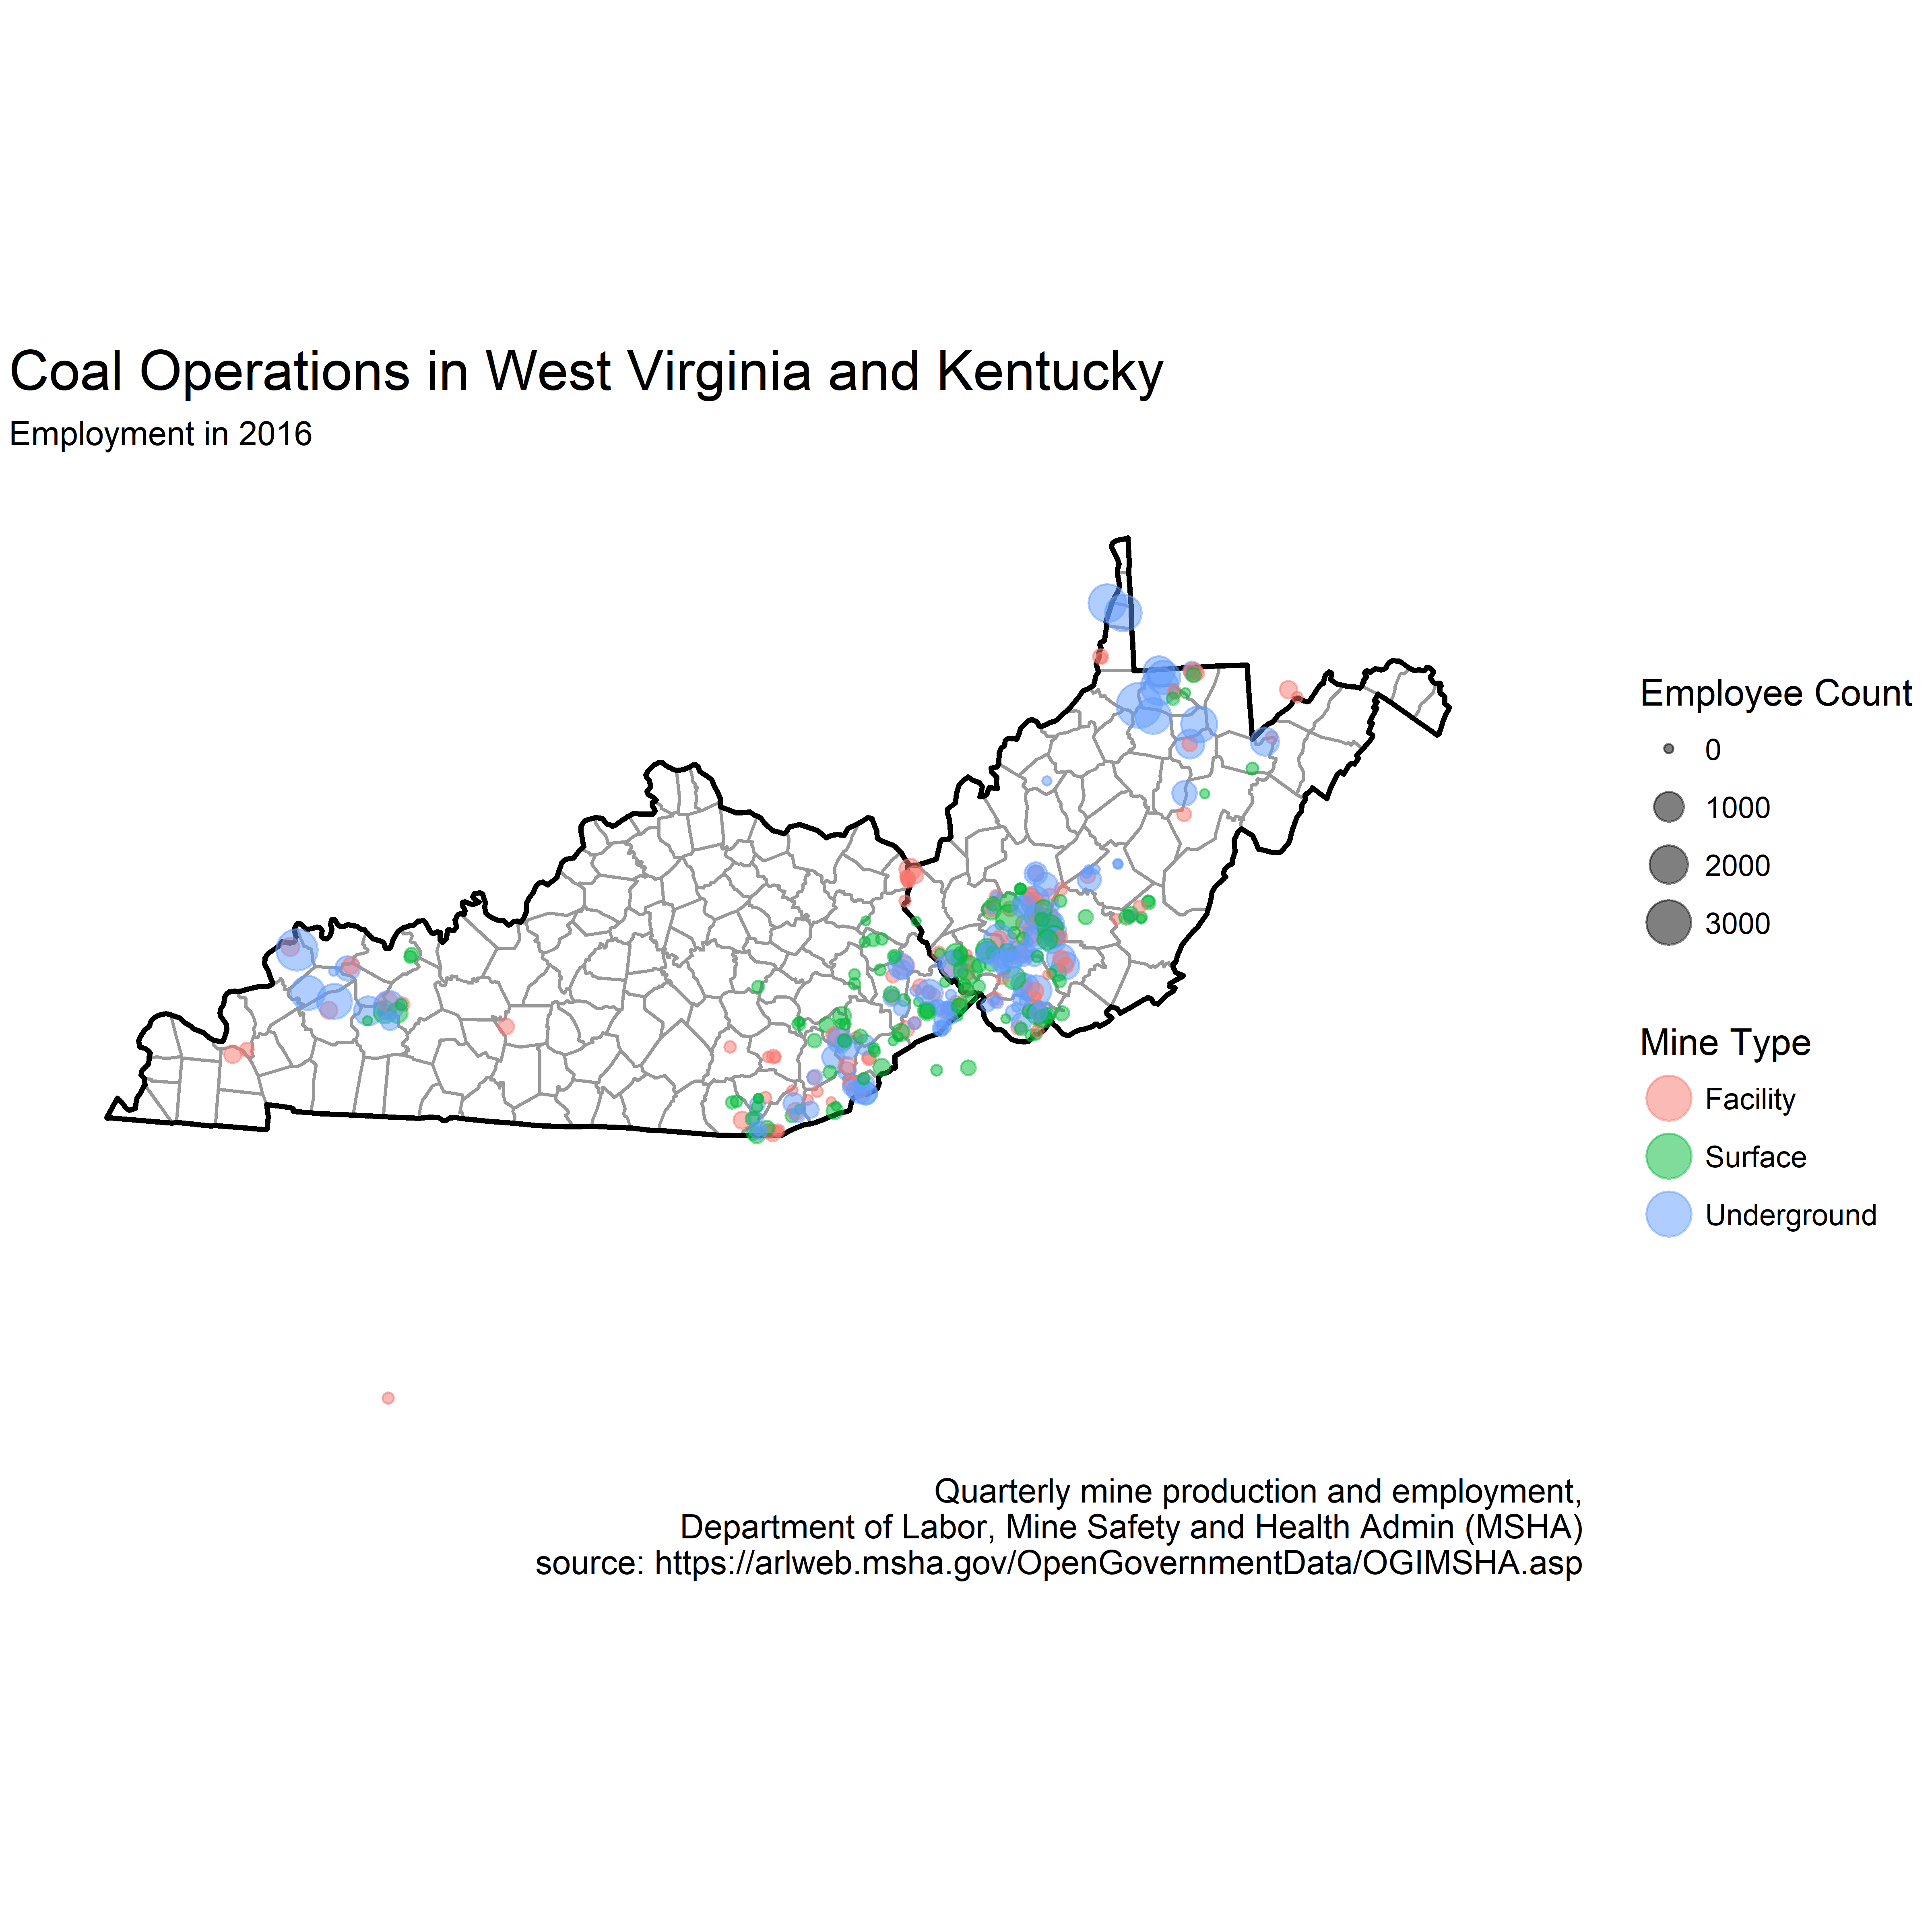 Coal Operations in West Virginia and Kentucky
Employment in 2016
Employee Count
0
1000
2000
3000
Mine Type
Facility
Surface
Underground
Quarterly mine production and employment,
Department of Labor, Mine Safety and Health Admin (MSHA)
source: https://arlweb.msha.gov/OpenGovernmentData/OGIMSHA.asp